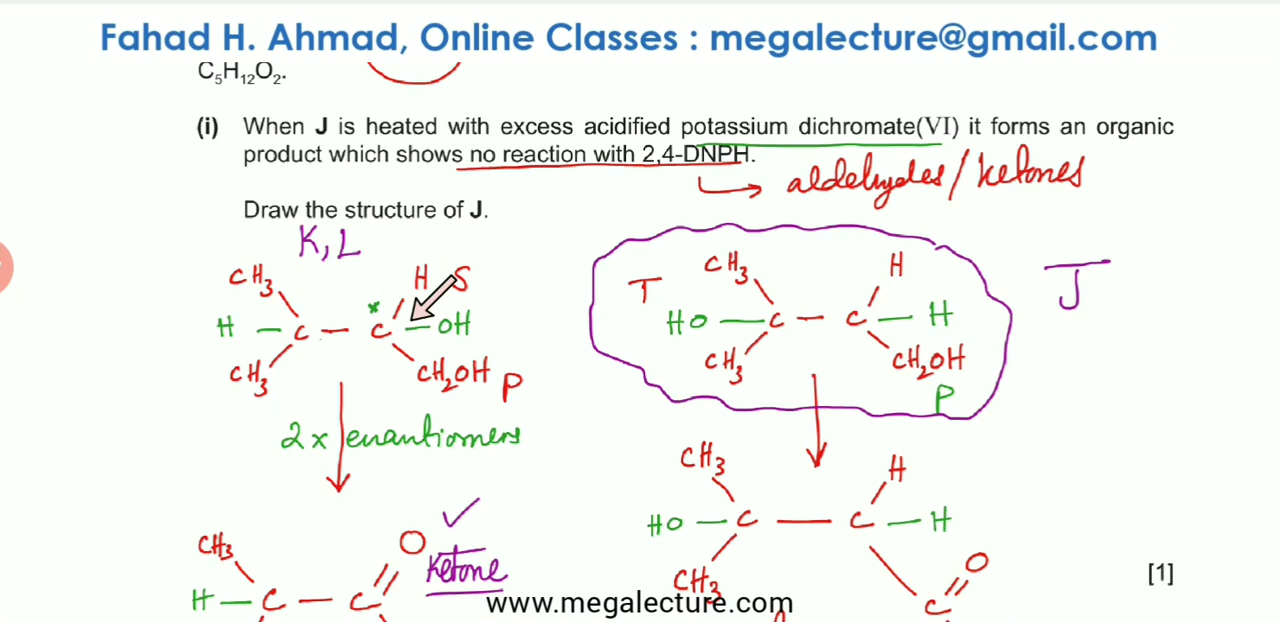 Fahad H. Ahmad, Online Classes : megalecture@gmail.com
C₅H₁₂O₂.
(i) When J is heated with excess acidified potassium dichromate(VI) it forms an organic
product which shows no reaction with 2,4-DNPH.
aldehydes/ketones
Draw the structure of J.
K, L
CH₃ H S
H — C — C — OH
*
CH₃ CH₂OH P
2x enantiomers
T CH₃ H J
HO — C — C — H
CH₃ CH₂OH
P
CH₃ O ketone
H — C — C
CH₃ H
HO — C — C — H
CH₃ O
C
[1]
www.megalecture.com